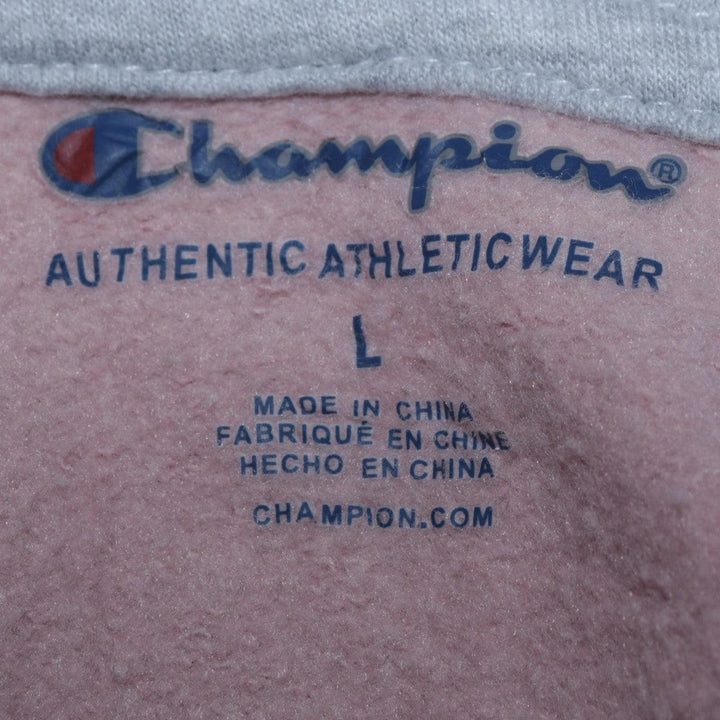 Champion®
AUTHENTIC ATHLETICWEAR
L
MADE IN CHINA
FABRIQUÉ EN CHINE
HECHO EN CHINA
CHAMPION.COM